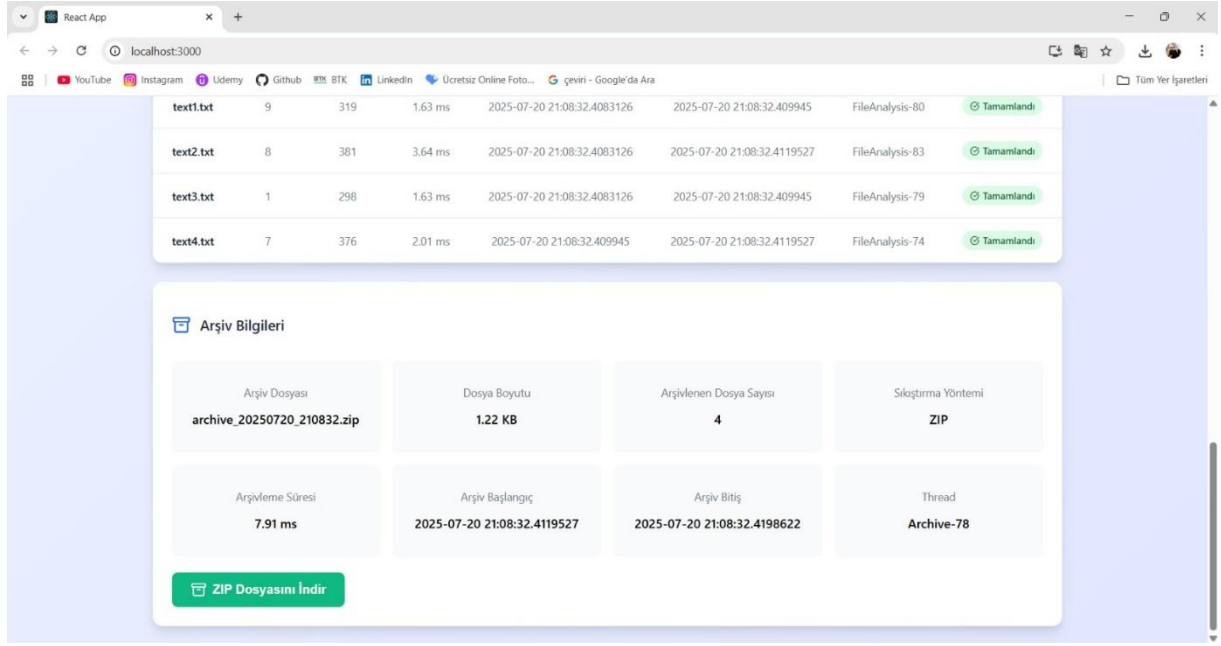 React App
localhost:3000
YouTube Instagram Udemy Github BTK BTK LinkedIn Ücretsiz Online Foto... çeviri - Google'da Ara Tüm Yer İşaretleri
text1.txt 9 319 1.63 ms 2025-07-20 21:08:32.4083126 2025-07-20 21:08:32.409945 FileAnalysis-80 Tamamlandı
text2.txt 8 381 3.64 ms 2025-07-20 21:08:32.4083126 2025-07-20 21:08:32.4119527 FileAnalysis-83 Tamamlandı
text3.txt 1 298 1.63 ms 2025-07-20 21:08:32.4083126 2025-07-20 21:08:32.409945 FileAnalysis-79 Tamamlandı
text4.txt 7 376 2.01 ms 2025-07-20 21:08:32.409945 2025-07-20 21:08:32.4119527 FileAnalysis-74 Tamamlandı
Arşiv Bilgileri
Arşiv Dosyası Dosya Boyutu Arşivlenen Dosya Sayısı Sıkıştırma Yöntemi
archive_20250720_210832.zip 1.22 KB 4 ZIP
Arşivleme Süresi Arşiv Başlangıç Arşiv Bitiş Thread
7.91 ms 2025-07-20 21:08:32.4119527 2025-07-20 21:08:32.4198622 Archive-78
ZIP Dosyasını İndir